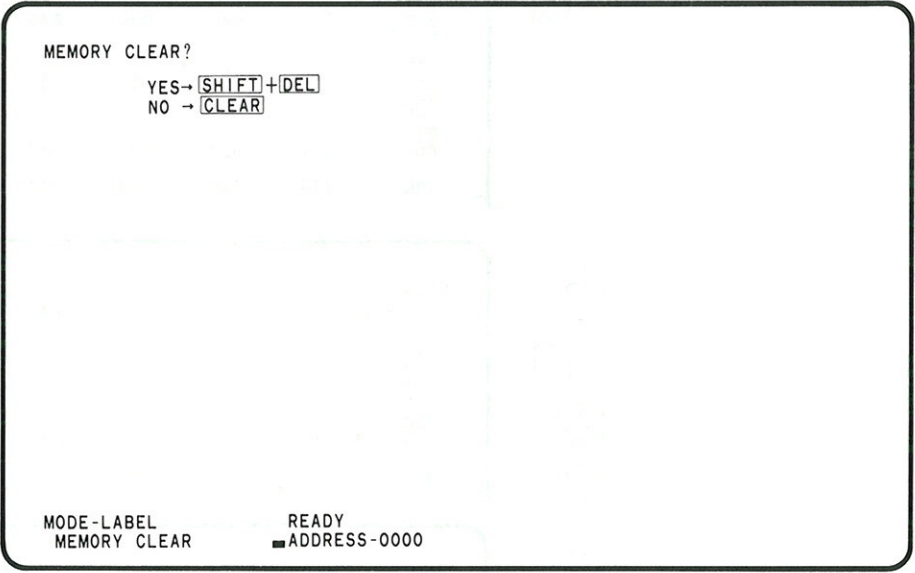 MEMORY CLEAR?
YES→ SHIFT + DEL
NO → CLEAR
MODE-LABEL READY
MEMORY CLEAR ADDRESS-0000